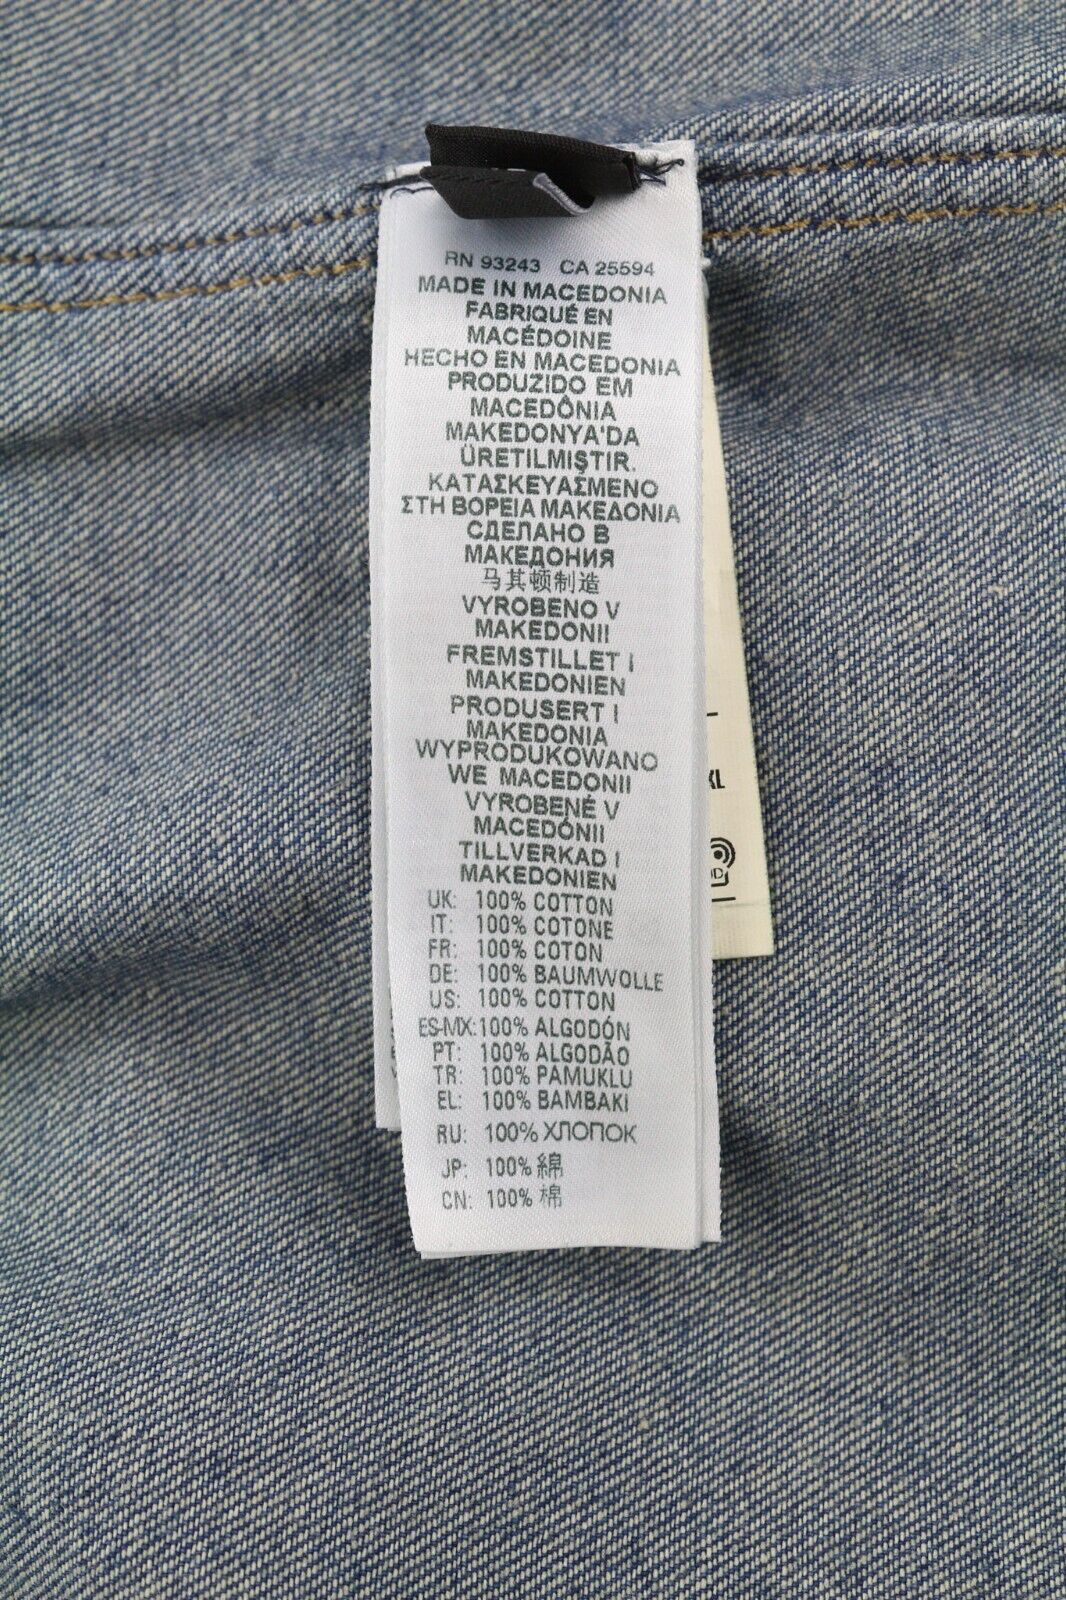 RN 93243 CA 25594
MADE IN MACEDONIA
FABRIQUÉ EN
MACÉDOINE
HECHO EN MACEDONIA
PRODUZIDO EM
MACEDÔNIA
MAKEDONYA'DA
ÜRETILMIŞTIR.
ΚΑΤΑΣΚΕΥΑΣΜΕΝΟ
ΣΤΗ ΒΟΡΕΙΑ ΜΑΚΕΔΟΝΙΑ
СДЕЛАНО В
МАКЕДОНИЯ
马其顿制造
VYROBENO V
MAKEDONII
FREMSTILLET I
MAKEDONIEN
PRODUSERT I
MAKEDONIA
WYPRODUKOWANO
WE MACEDONII
VYROBENÉ V
MACEDÓNII
TILLVERKAD I
MAKEDONIEN
UK: 100% COTTON
IT: 100% COTONE
FR: 100% COTON
DE: 100% BAUMWOLLE
US: 100% COTTON
ES-MX: 100% ALGODÓN
PT: 100% ALGODÃO
TR: 100% PAMUKLU
EL: 100% ΒΑΜΒΑΚΙ
RU: 100% ХЛОПОК
JP: 100% 綿
CN: 100% 棉
XL